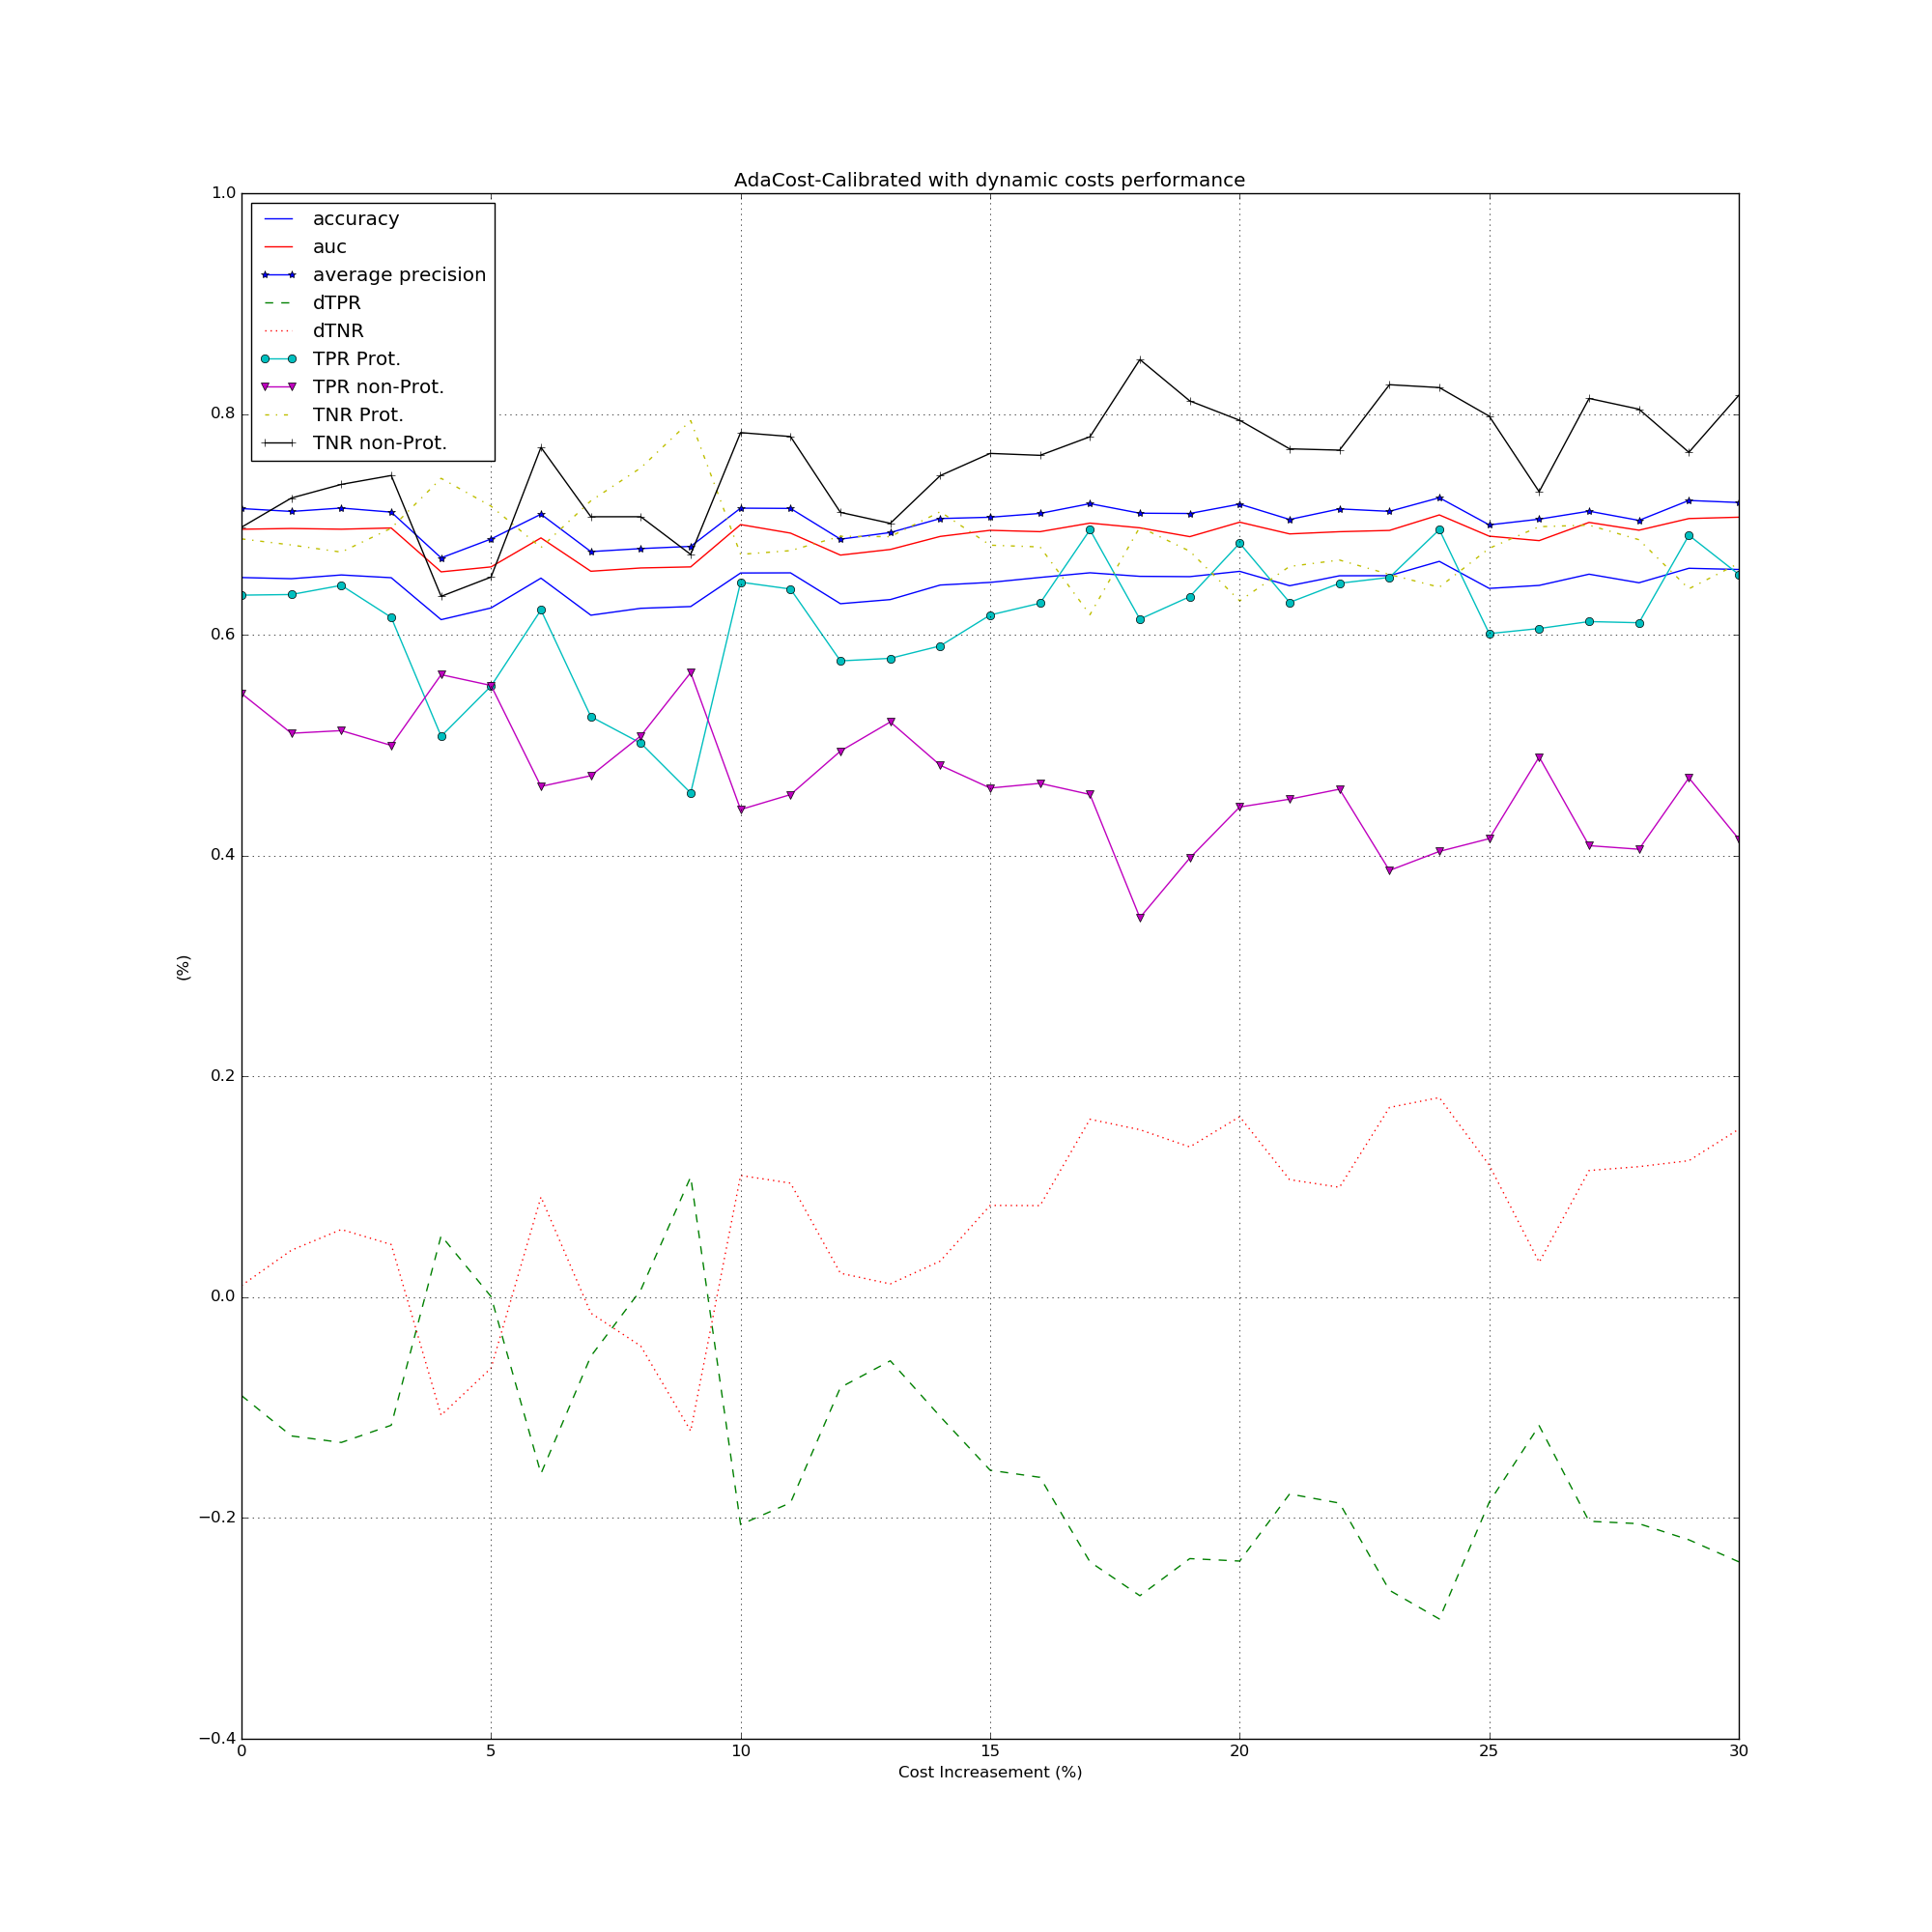 AdaCost-Calibrated with dynamic costs performance
1.0
accuracy
auc
average precision
dTPR
dTNR
TPR Prot.
TPR non-Prot.
TNR Prot.
TNR non-Prot.
0.8
0.6
0.4
(%)
0.2
0.0
−0.2
−0.4
0 5 10 15 20 25 30
Cost Increasement (%)